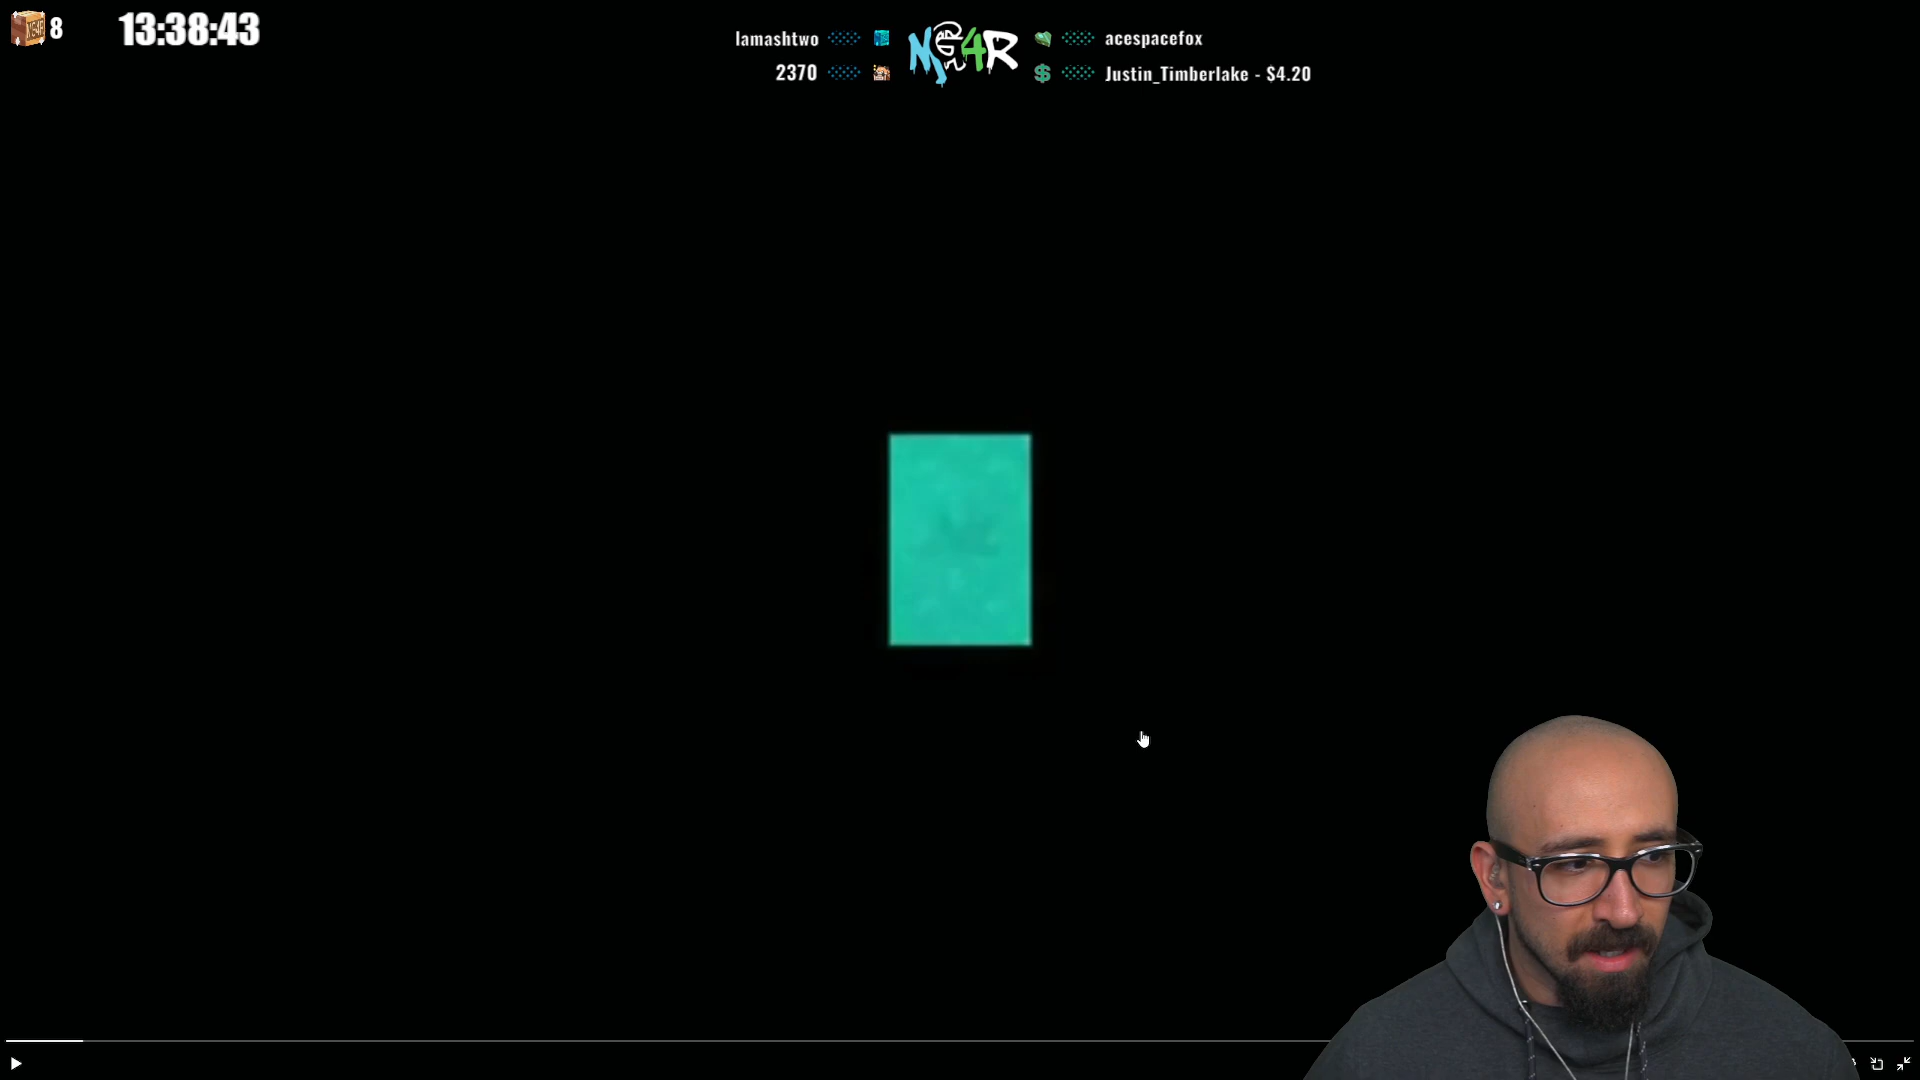 8
13:38:43
lamashtwo
acespacefox
2370
$ Justin_Timberlake - $4.20